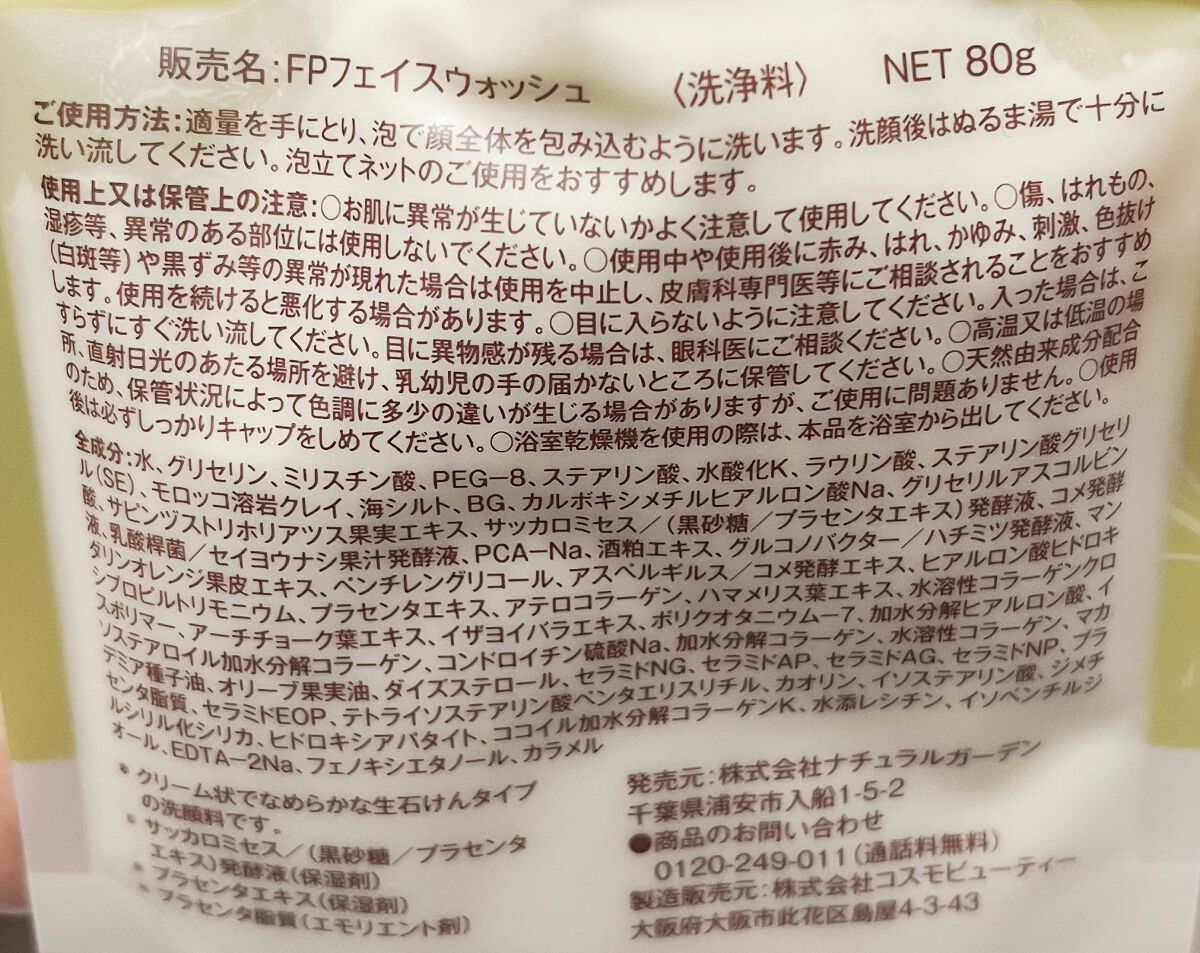 販売名:FPフェイスウォッシュ 〈洗浄料〉 NET 80g
ご使用方法:適量を手にとり、泡で顔全体を包み込むように洗います。洗顔後はぬるま湯で十分に
洗い流してください。泡立てネットのご使用をおすすめします。
使用上又は保管上の注意:○お肌に異常が生じていないかよく注意して使用してください。○傷、はれもの、
湿疹等、異常のある部位には使用しないでください。○使用中や使用後に赤み、はれ、かゆみ、刺激、色抜け
(白斑等)や黒ずみ等の異常が現れた場合は使用を中止し、皮膚科専門医等にご相談されることをおすすめ
します。使用を続けると悪化する場合があります。○目に入らないように注意してください。入った場合は、こ
すらずにすぐ洗い流してください。目に異物感が残る場合は、眼科医にご相談ください。○高温又は低温の場
所、直射日光のあたる場所を避け、乳幼児の手の届かないところに保管してください。○天然由来成分配合
のため、保管状況によって色調に多少の違いが生じる場合がありますが、ご使用に問題ありません。○使用
後は必ずしっかりキャップをしめてください。○浴室乾燥機を使用の際は、本品を浴室から出してください。
全成分:水、グリセリン、ミリスチン酸、PEG-8、ステアリン酸、水酸化K、ラウリン酸、ステアリン酸グリセリ
ル(SE)、モロッコ溶岩クレイ、海シルト、BG、カルボキシメチルヒアルロン酸Na、グリセリルアスコルビン
酸、サピンヅストリホリアツス果実エキス、サッカロミセス/(黒砂糖/プラセンタエキス)発酵液、コメ発酵
液、乳酸桿菌/セイヨウナシ果汁発酵液、PCA-Na、酒粕エキス、グルコノバクター/ハチミツ発酵液、マン
ダリンオレンジ果皮エキス、ペンチレングリコール、アスペルギルス/コメ発酵エキス、ヒアルロン酸ヒドロキ
シプロピルトリモニウム、プラセンタエキス、アテロコラーゲン、ハマメリス葉エキス、水溶性コラーゲンクロ
スポリマー、アーチチョーク葉エキス、イザヨイバラエキス、ポリクオタニウム-7、加水分解ヒアルロン酸、イ
ソステアロイル加水分解コラーゲン、コンドロイチン硫酸Na、加水分解コラーゲン、水溶性コラーゲン、マカ
デミア種子油、オリーブ果実油、ダイズステロール、セラミドNG、セラミドAP、セラミドAG、セラミドNP、プラ
センタ脂質、セラミドEOP、テトライソステアリン酸ペンタエリスリチル、カオリン、イソステアリン酸、ジメチ
ルシリル化シリカ、ヒドロキシアパタイト、ココイル加水分解コラーゲンK、水添レシチン、イソペンチルジ
オール、EDTA-2Na、フェノキシエタノール、カラメル
* クリーム状でなめらかな生石けんタイプ
の洗顔料です。
* サッカロミセス/(黒砂糖/プラセンタ
エキス)発酵液(保湿剤)
* プラセンタエキス(保湿剤)
* プラセンタ脂質(エモリエント剤)
発売元:株式会社ナチュラルガーデン
千葉県浦安市入船1-5-2
●商品のお問い合わせ
0120-249-011(通話料無料)
製造販売元:株式会社コスモビューティー
大阪府大阪市此花区島屋4-3-43